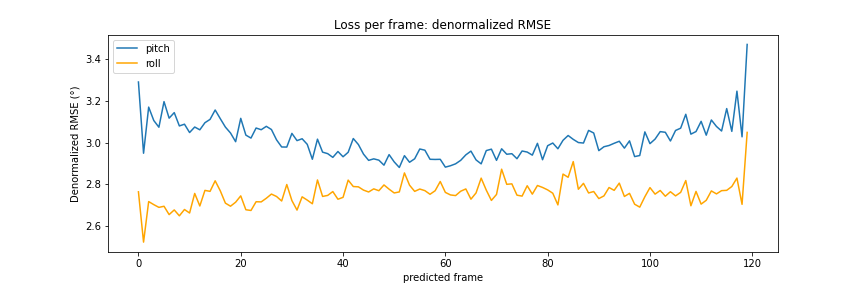 Loss per frame: denormalized RMSE
pitch
roll
Denormalized RMSE (°)
3.4
3.2
3.0
2.8
2.6
0 20 40 60 80 100 120
predicted frame